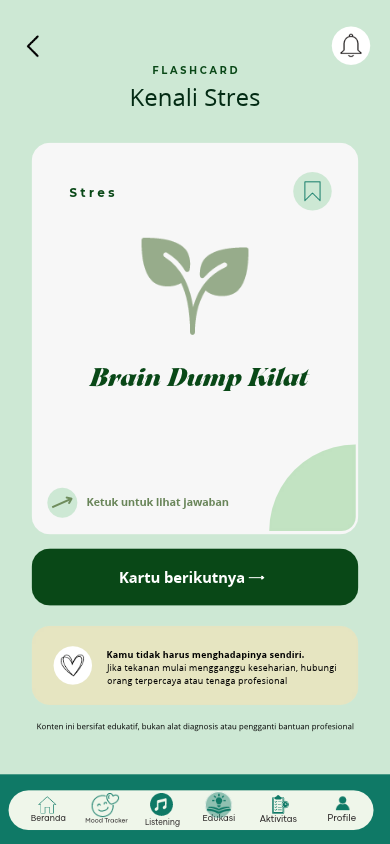 FLASHCARD
Kenali Stres
Stres
Brain Dump Kilat
Ketuk untuk lihat jawaban
Kartu berikutnya →
Kamu tidak harus menghadapinya sendiri.
Jika tekanan mulai mengganggu keseharian, hubungi
orang terpercaya atau tenaga profesional
Konten ini bersifat edukatif, bukan alat diagnosis atau pengganti bantuan profesional
Beranda Mood Tracker Listening Edukasi Aktivitas Profile